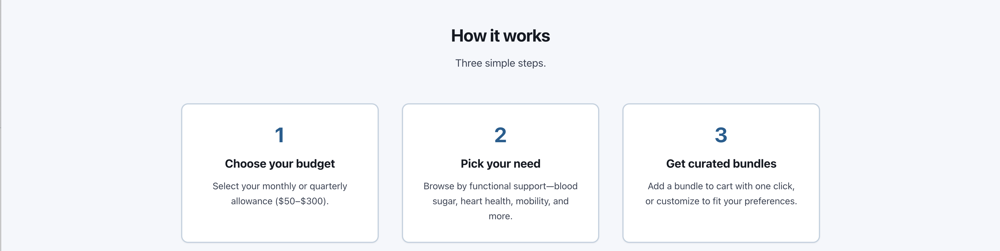 How it works
Three simple steps.
1
Choose your budget
Select your monthly or quarterly
allowance ($50–$300).
2
Pick your need
Browse by functional support—blood
sugar, heart health, mobility, and
more.
3
Get curated bundles
Add a bundle to cart with one click,
or customize to fit your preferences.